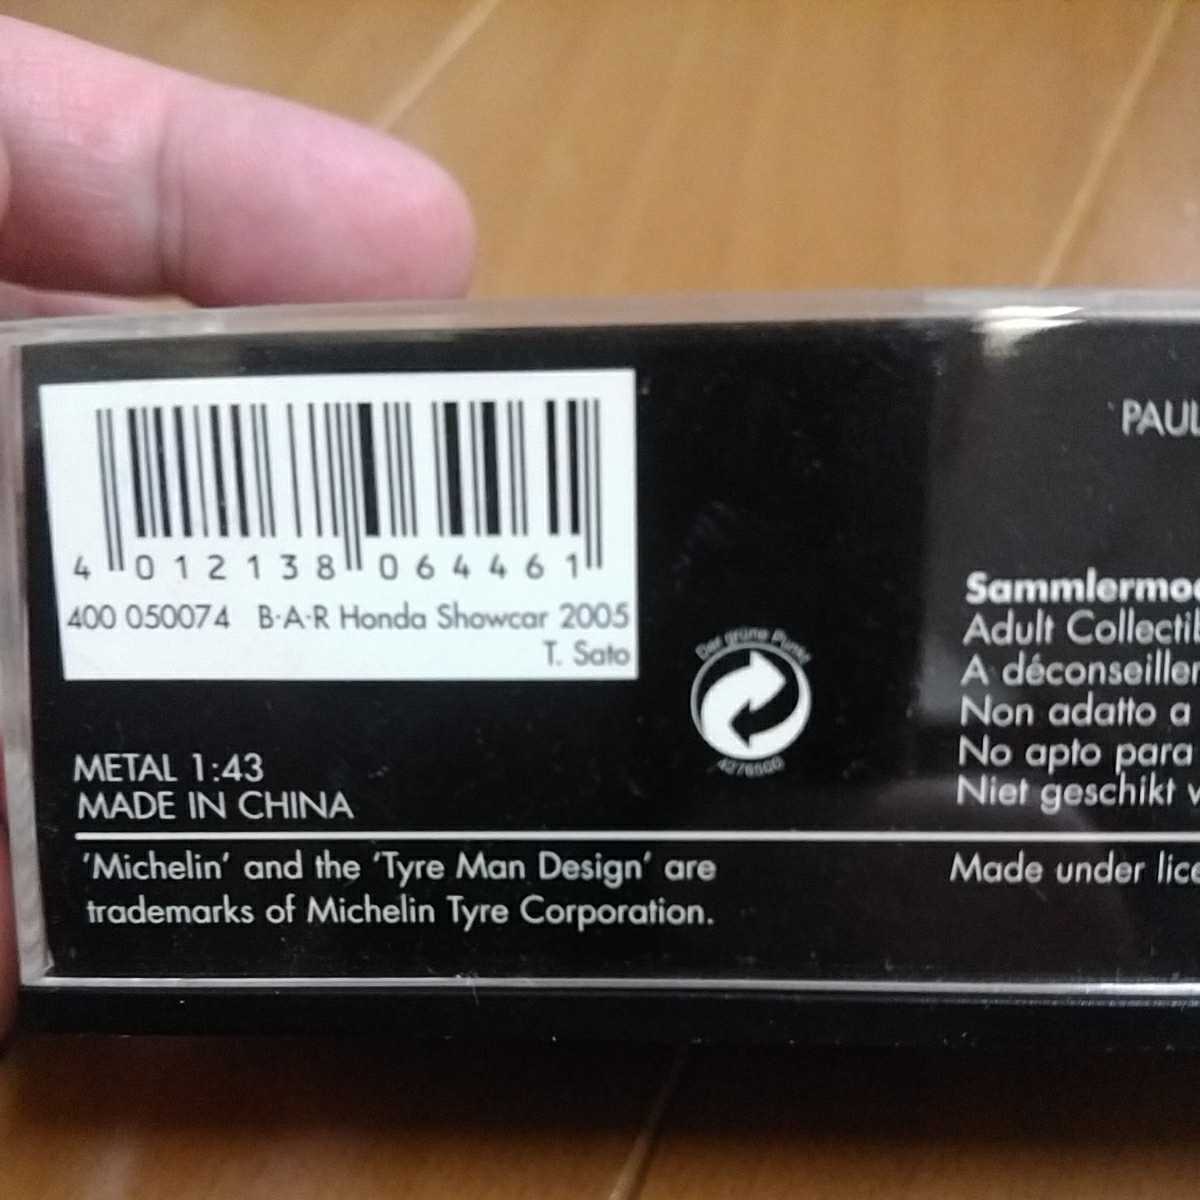 4 012138 064461
400 050074 B·A·R Honda Showcar 2005
T. Sato
Der grüne Punkt
METAL 1:43
MADE IN CHINA
'Michelin' and the 'Tyre Man Design' are
trademarks of Michelin Tyre Corporation.
PAUL
Sammlermod
Adult Collectib
A déconseiller
Non adatto a
No apto para
Niet geschikt v
Made under lice